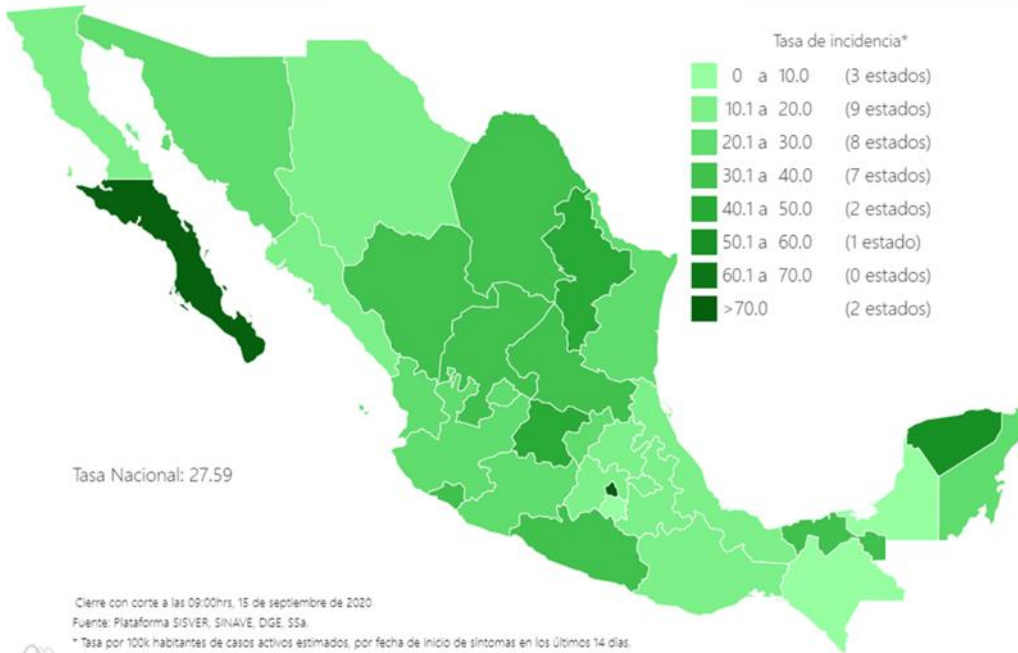 Tasa de incidencia*
0 a 10.0 (3 estados)
10.1 a 20.0 (9 estados)
20.1 a 30.0 (8 estados)
30.1 a 40.0 (7 estados)
40.1 a 50.0 (2 estados)
50.1 a 60.0 (1 estado)
60.1 a 70.0 (0 estados)
>70.0 (2 estados)
Tasa Nacional: 27.59
Cierre con corte a las 09:00hrs, 15 de septiembre de 2020
Fuente: Plataforma SISVER, SINAVE, DGE, SSa.
* Tasa por 100k habitantes de casos activos estimados, por fecha de inicio de síntomas en los últimos 14 días.